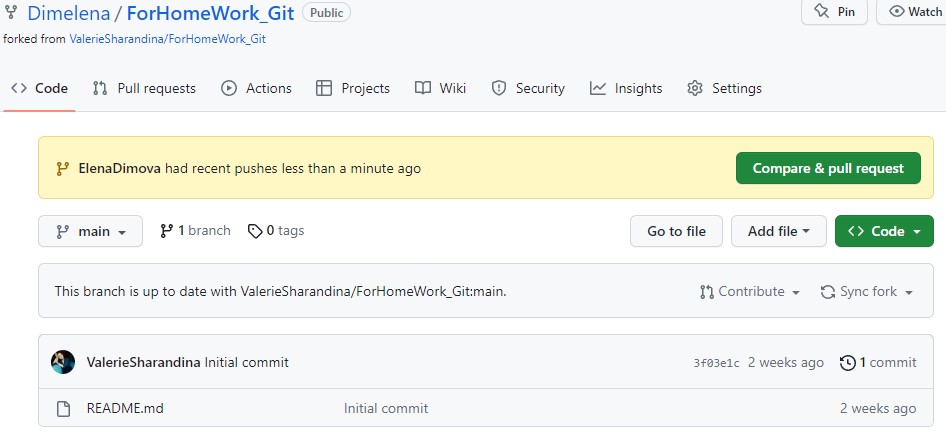 Dimelena / ForHomeWork_Git Public Pin Watch
forked from ValerieSharandina/ForHomeWork_Git
Code Pull requests Actions Projects Wiki Security Insights Settings
ElenaDimova had recent pushes less than a minute ago Compare & pull request
main 1 branch 0 tags Go to file Add file Code
This branch is up to date with ValerieSharandina/ForHomeWork_Git:main. Contribute Sync fork
ValerieSharandina Initial commit 3f03e1c 2 weeks ago 1 commit
README.md Initial commit 2 weeks ago